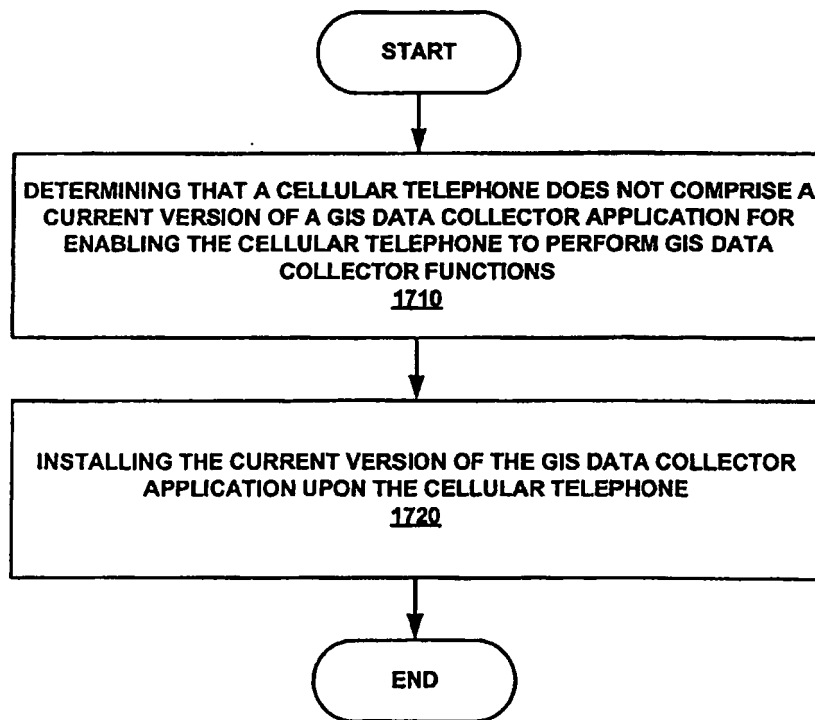 START
DETERMINING THAT A CELLULAR TELEPHONE DOES NOT COMPRISE A
CURRENT VERSION OF A GIS DATA COLLECTOR APPLICATION FOR
ENABLING THE CELLULAR TELEPHONE TO PERFORM GIS DATA
COLLECTOR FUNCTIONS
1710
INSTALLING THE CURRENT VERSION OF THE GIS DATA COLLECTOR
APPLICATION UPON THE CELLULAR TELEPHONE
1720
END